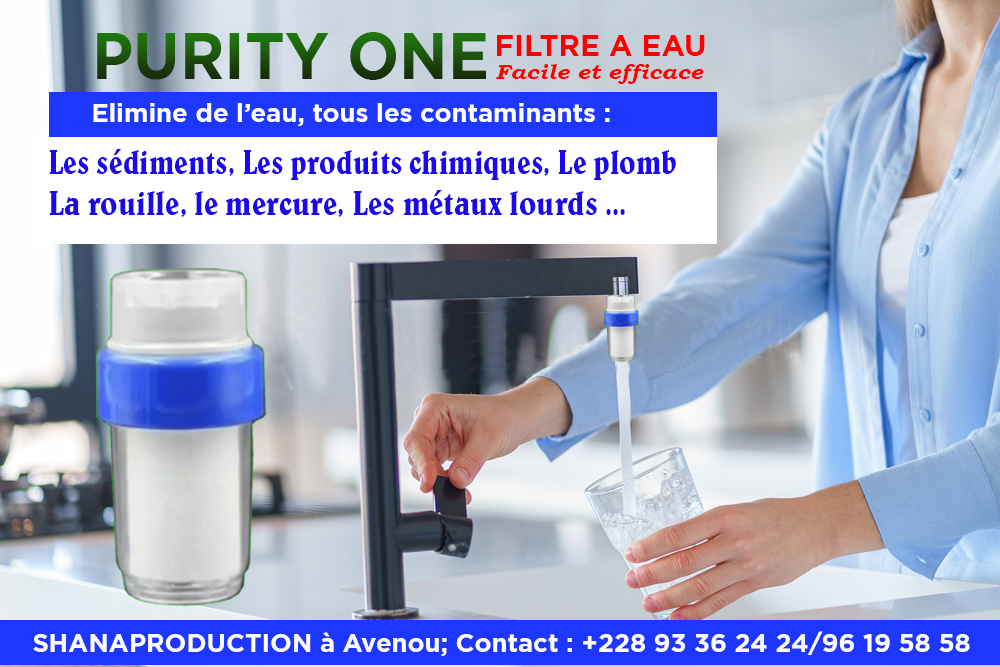 PURITY ONE FILTRE A EAU
Facile et efficace
Elimine de l’eau, tous les contaminants :
Les sédiments, Les produits chimiques, Le plomb
La rouille, le mercure, Les métaux lourds ...
SHANAPRODUCTION à Avenou; Contact : +228 93 36 24 24/96 19 58 58